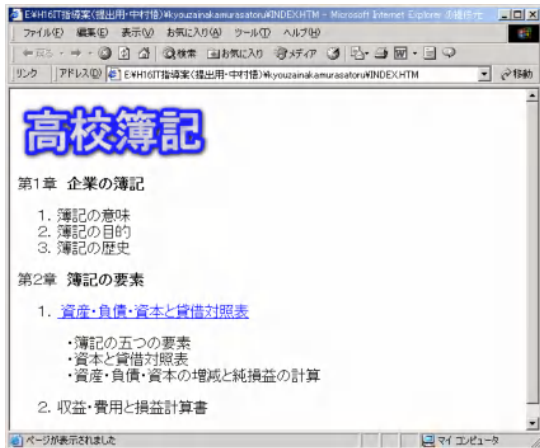 E:¥H16IT指導案(提出用・中村悟)¥kyouzainakamurasatoru¥INDEX.HTM - Microsoft Internet Explorer の提供元
ファイル(F) 編集(E) 表示(V) お気に入り(A) ツール(T) ヘルプ(H)
戻る 検索 お気に入り メディア
リンク アドレス(D) E:¥H16IT指導案(提出用・中村悟)¥kyouzainakamurasatoru¥INDEX.HTM 移動
高校簿記
第1章 企業の簿記
1. 簿記の意味
2. 簿記の目的
3. 簿記の歴史
第2章 簿記の要素
1. 資産・負債・資本と貸借対照表
・簿記の五つの要素
・資本と貸借対照表
・資産・負債・資本の増減と純損益の計算
2. 収益・費用と損益計算書
ページが表示されました マイ コンピュータ